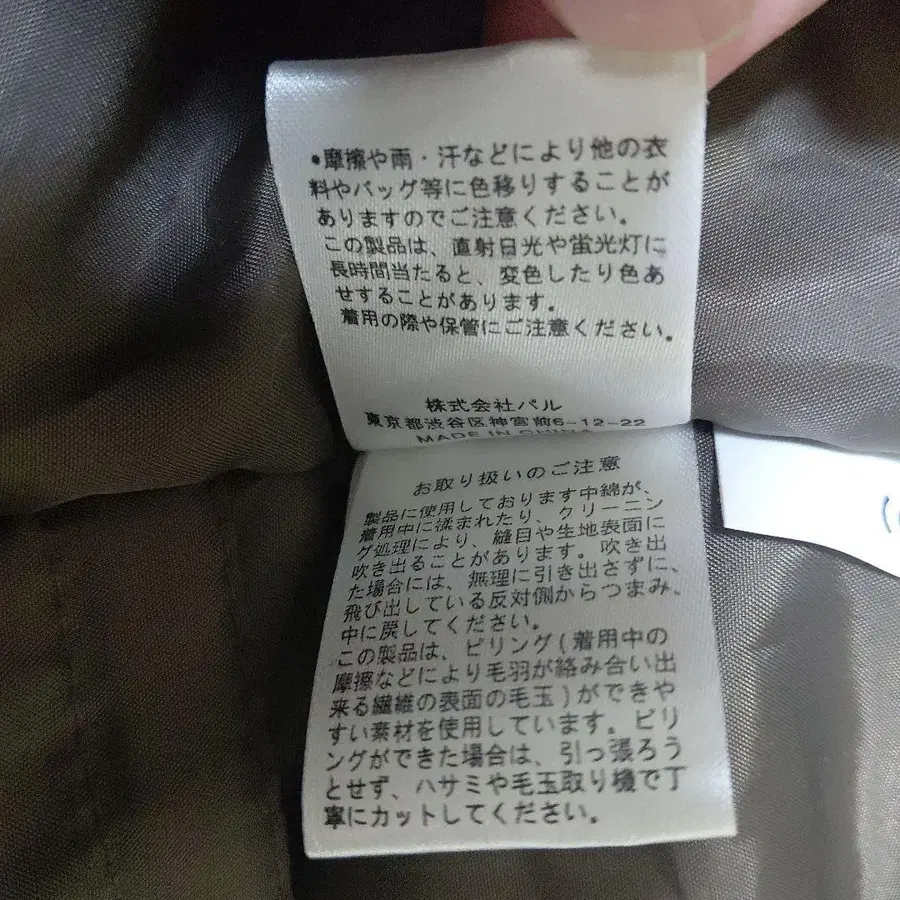 ・摩擦や雨・汗などにより他の衣
料やバッグ等に色移りすることが
ありますのでご注意ください。
この製品は、直射日光や蛍光灯に
長時間当たると、変色したり色あ
せすることがあります。
着用の際や保管にご注意ください。
株式会社パル
東京都渋谷区神宮前6-12-22
MADE IN CHINA
お取り扱いのご注意
製品に使用しております中綿が、
着用中に揉まれたり、クリーニン
グ処理により、縫目や生地表面に
吹き出ることがあります。吹き出
た場合には、無理に引き出さずに、
飛び出している反対側からつまみ、
中に戻してください。
この製品は、ピリング(着用中の
摩擦などにより毛羽が絡み合い出
来る繊維の表面の毛玉)ができや
すい素材を使用しています。ピリ
ングができた場合は、引っ張ろう
とせず、ハサミや毛玉取り機で丁
寧にカットしてください。